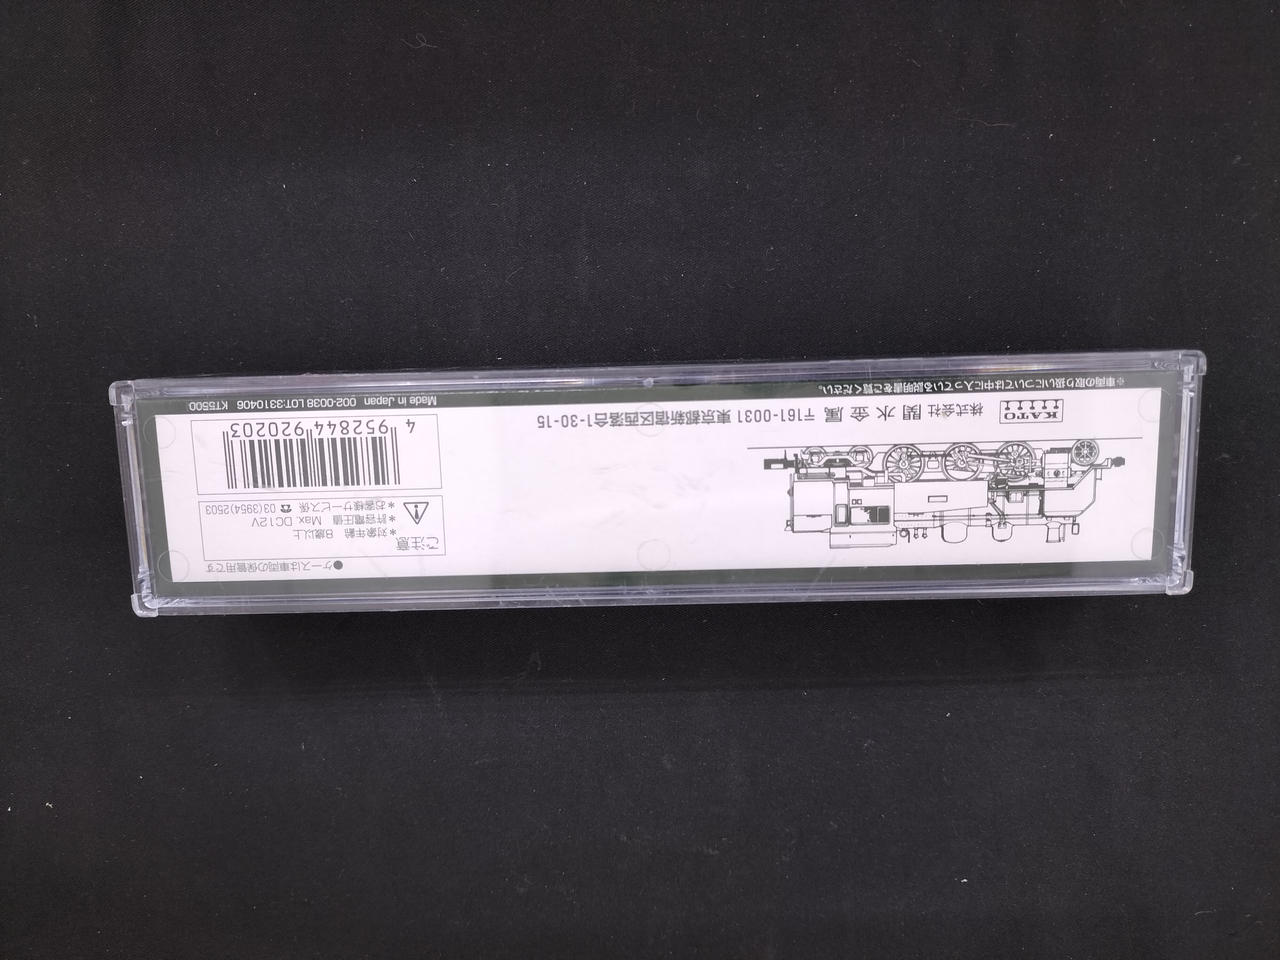 ●ケースは車両の保管用です
ご注意
＊対象年齢　8歳以上
＊許容電圧値　Max. DC12V
＊お客様サービス係 ☎ 03(3954)2503
4 952844 920203
Made in Japan 002-0038 LOT:3310406 KT5500
KATO
株式会社 関水金属 〒161-0031 東京都新宿区西落合1-30-15
※車両の取り扱いについては中に入っている説明書をご覧ください。